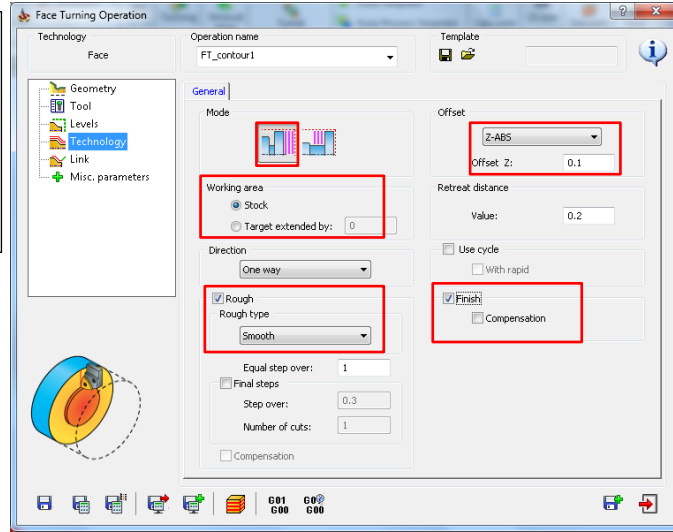 Face Turning Operation
Technology
Face
Operation name
FT_contour1
Template
Geometry
Tool
Levels
Technology
Link
Misc. parameters
General
Mode
Offset
Z-ABS
Offset Z: 0.1
Working area
Stock
Target extended by: 0
Retreat distance
Value: 0.2
Direction
One way
Use cycle
With rapid
Rough
Rough type
Smooth
Finish
Compensation
Equal step over: 1
Final steps
Step over: 0.3
Number of cuts: 1
Compensation
G01 G0
G00 G00